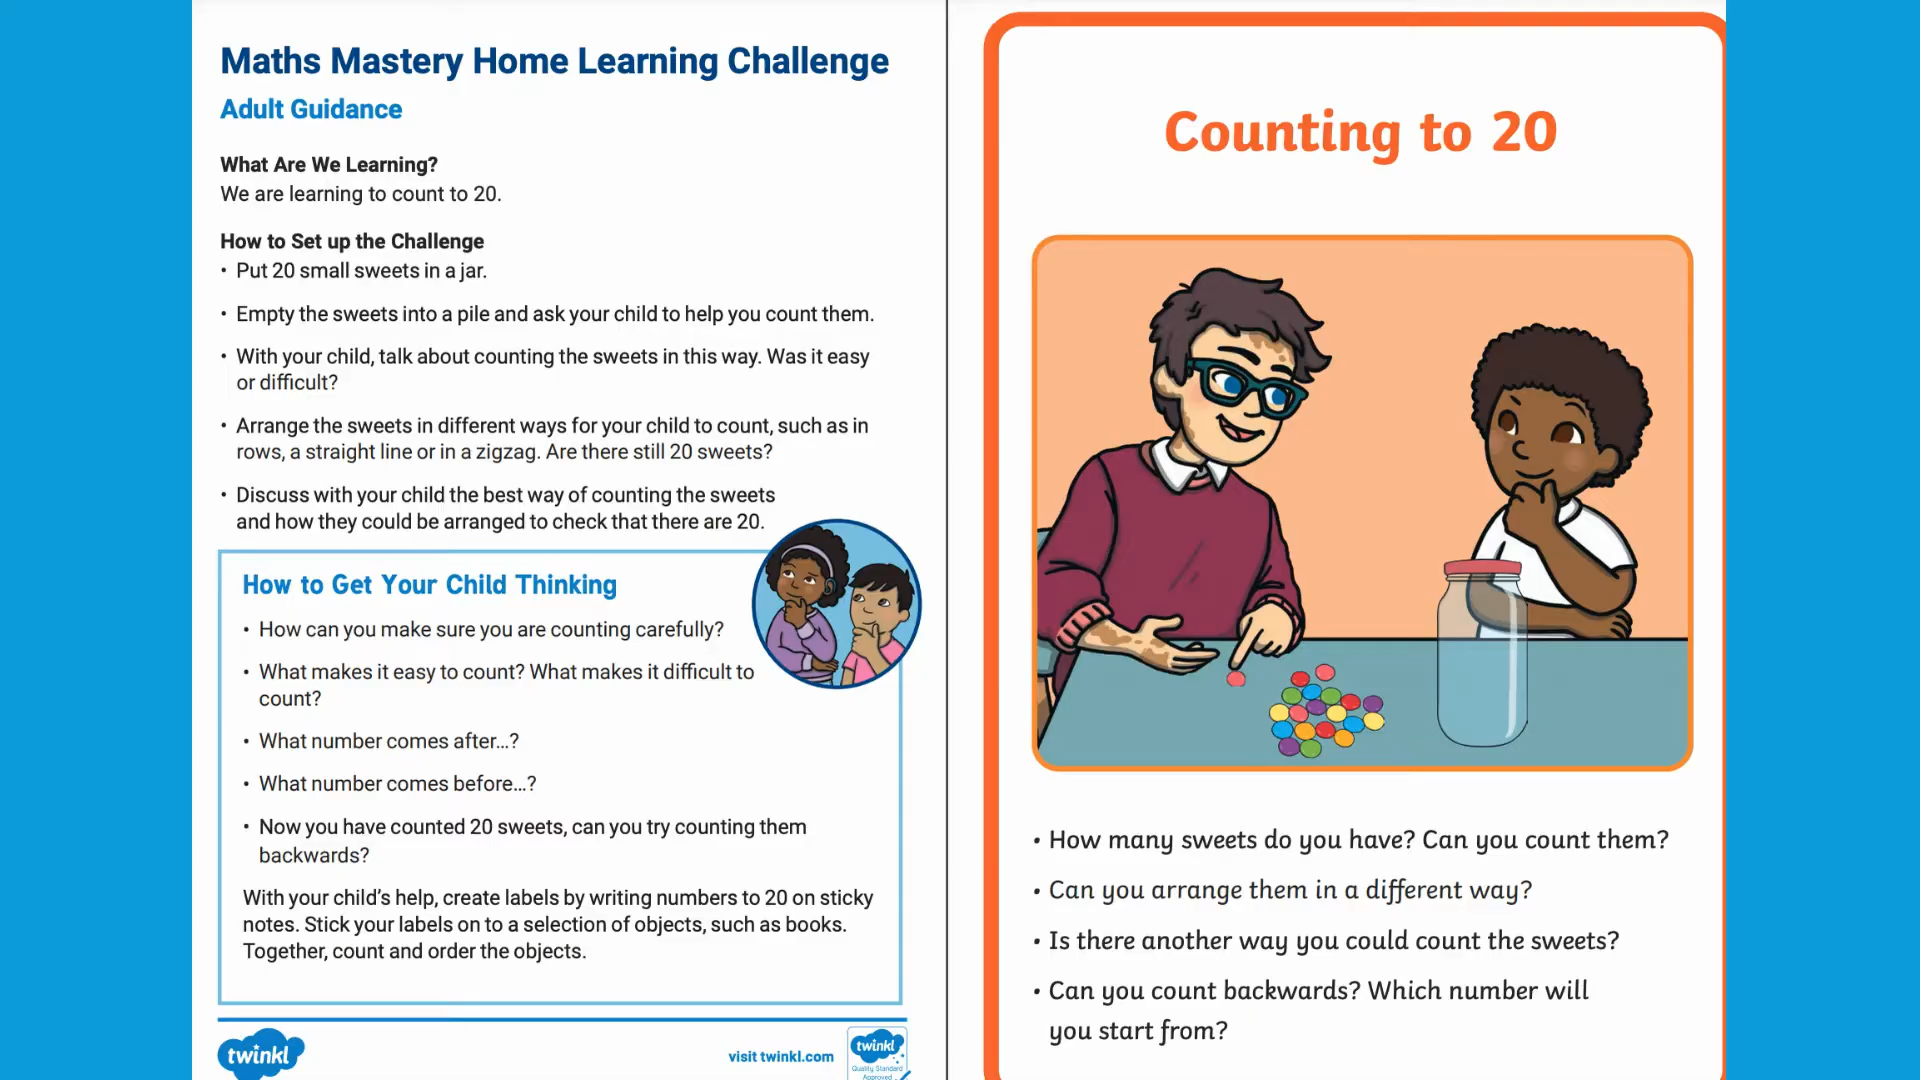 Maths Mastery Home Learning Challenge
Adult Guidance
What Are We Learning?
We are learning to count to 20.
How to Set up the Challenge
• Put 20 small sweets in a jar.
• Empty the sweets into a pile and ask your child to help you count them.
• With your child, talk about counting the sweets in this way. Was it easy
or difficult?
• Arrange the sweets in different ways for your child to count, such as in
rows, a straight line or in a zigzag. Are there still 20 sweets?
• Discuss with your child the best way of counting the sweets
and how they could be arranged to check that there are 20.
How to Get Your Child Thinking
• How can you make sure you are counting carefully?
• What makes it easy to count? What makes it difficult to
count?
• What number comes after...?
• What number comes before...?
• Now you have counted 20 sweets, can you try counting them
backwards?
With your child's help, create labels by writing numbers to 20 on sticky
notes. Stick your labels on to a selection of objects, such as books.
Together, count and order the objects.
twinkl
visit twinkl.com
twinkl
Quality Standard
Approved
Counting to 20
• How many sweets do you have? Can you count them?
• Can you arrange them in a different way?
• Is there another way you could count the sweets?
• Can you count backwards? Which number will
you start from?